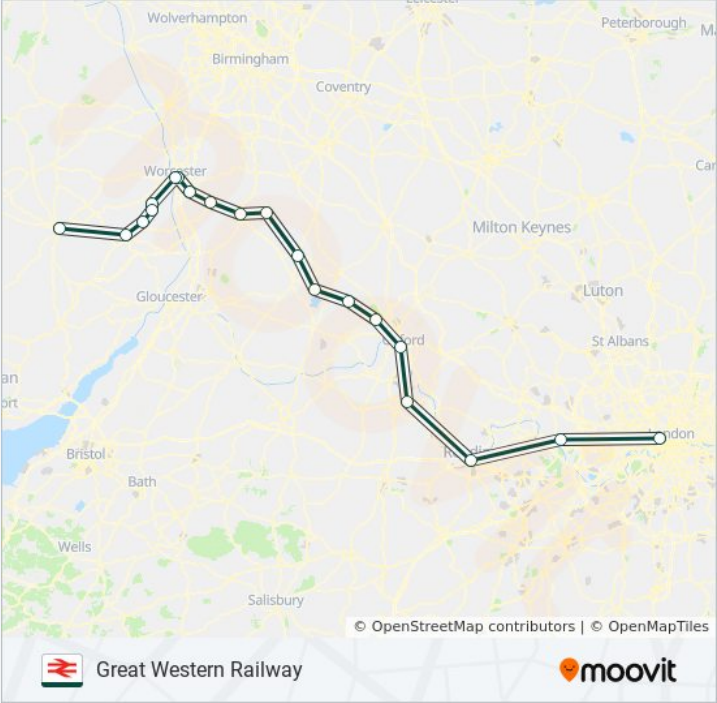 Leicester
Wolverhampton
Peterborough
Birmingham
Coventry
Worcester
Milton Keynes
Gloucester
Luton
Oxford
St Albans
London
Bristol
Bath
Wells
Salisbury
© OpenStreetMap contributors | © OpenMapTiles
Great Western Railway
moovit